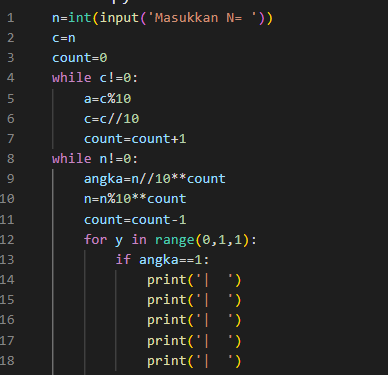 1 n=int(input('Masukkan N= '))
2 c=n
3 count=0
4 while c!=0:
5     a=c%10
6     c=c//10
7     count=count+1
8 while n!=0:
9     angka=n//10**count
10     n=n%10**count
11     count=count-1
12     for y in range(0,1,1):
13         if angka==1:
14             print('|  ')
15             print('|  ')
16             print('|  ')
17             print('|  ')
18             print('|  ')